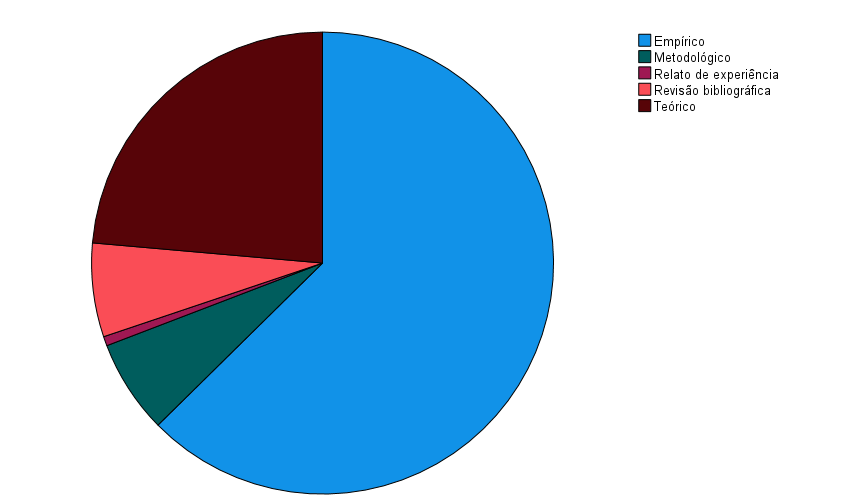 Empírico
Metodológico
Relato de experiência
Revisão bibliográfica
Teórico